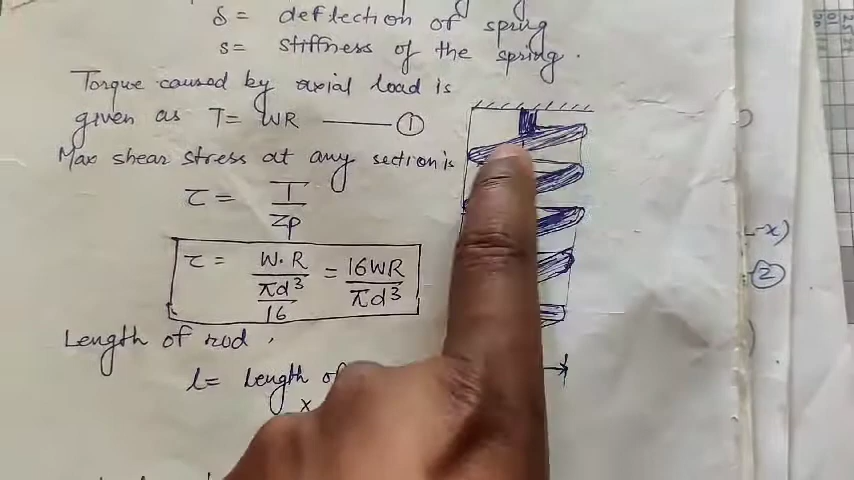 δ = deflection of spring
s = stiffness of the spring.
Torque caused by axial load is
given as T = WR ——— ①
Max shear stress at any section is
τ = T / Zp
τ = W·R / (πd³/16) = 16WR / πd³
Length of rod,
l = Length of
x
-x)
②